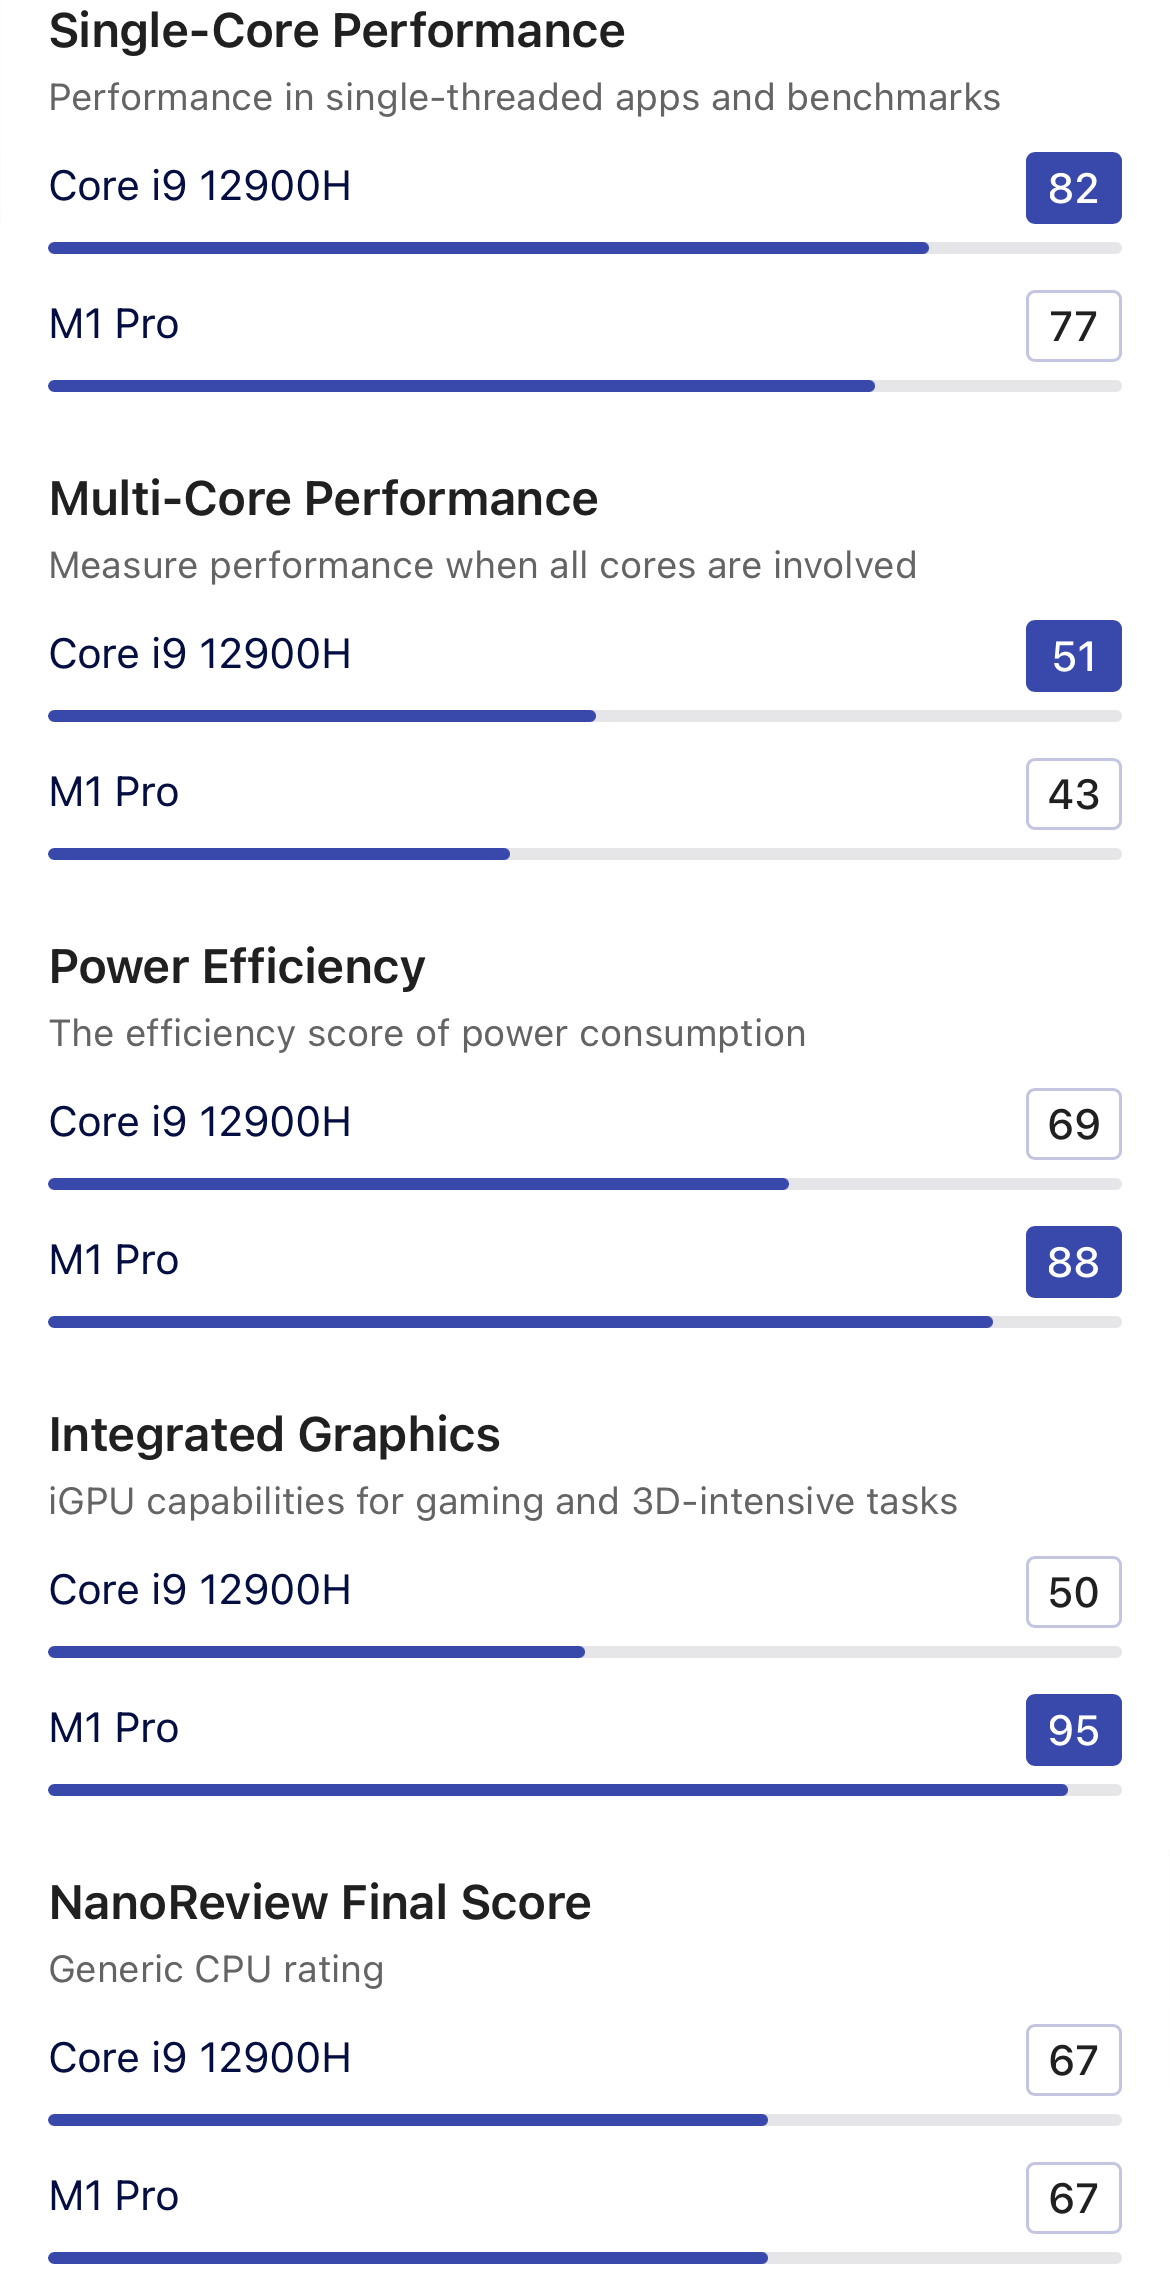 Single-Core Performance
Performance in single-threaded apps and benchmarks
Core i9 12900H 82
M1 Pro 77
Multi-Core Performance
Measure performance when all cores are involved
Core i9 12900H 51
M1 Pro 43
Power Efficiency
The efficiency score of power consumption
Core i9 12900H 69
M1 Pro 88
Integrated Graphics
iGPU capabilities for gaming and 3D-intensive tasks
Core i9 12900H 50
M1 Pro 95
NanoReview Final Score
Generic CPU rating
Core i9 12900H 67
M1 Pro 67